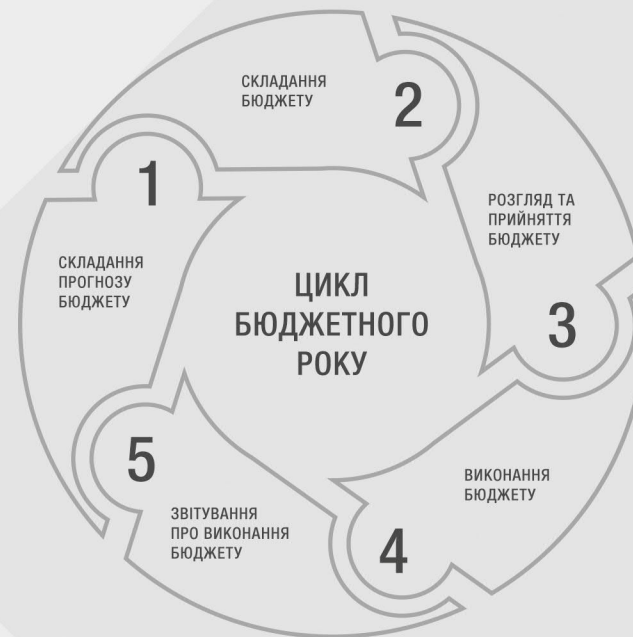 ЦИКЛ
БЮДЖЕТНОГО
РОКУ
1
СКЛАДАННЯ
ПРОГНОЗУ
БЮДЖЕТУ
2
СКЛАДАННЯ
БЮДЖЕТУ
3
РОЗГЛЯД ТА
ПРИЙНЯТТЯ
БЮДЖЕТУ
4
ВИКОНАННЯ
БЮДЖЕТУ
5
ЗВІТУВАННЯ
ПРО ВИКОНАННЯ
БЮДЖЕТУ